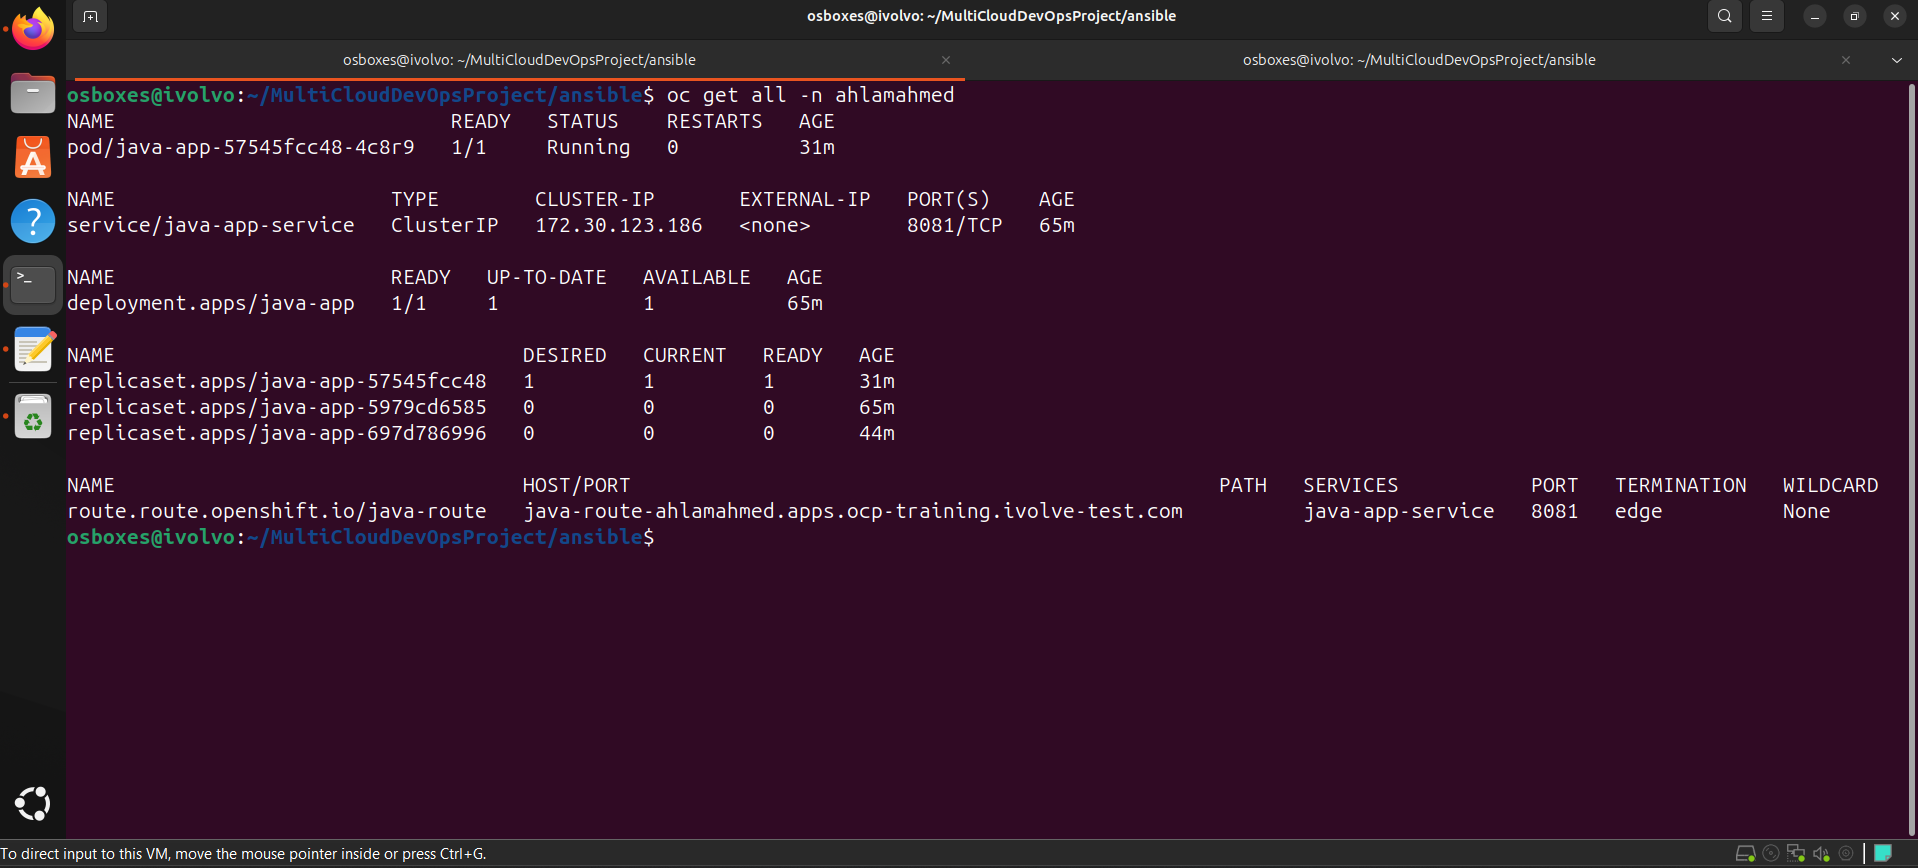 osboxes@ivolvo: ~/MultiCloudDevOpsProject/ansible
osboxes@ivolvo: ~/MultiCloudDevOpsProject/ansible × osboxes@ivolvo: ~/MultiCloudDevOpsProject/ansible ×
osboxes@ivolvo:~/MultiCloudDevOpsProject/ansible$ oc get all -n ahlamahmed
NAME READY STATUS RESTARTS AGE
pod/java-app-57545fcc48-4c8r9 1/1 Running 0 31m
NAME TYPE CLUSTER-IP EXTERNAL-IP PORT(S) AGE
service/java-app-service ClusterIP 172.30.123.186 <none> 8081/TCP 65m
NAME READY UP-TO-DATE AVAILABLE AGE
deployment.apps/java-app 1/1 1 1 65m
NAME DESIRED CURRENT READY AGE
replicaset.apps/java-app-57545fcc48 1 1 1 31m
replicaset.apps/java-app-5979cd6585 0 0 0 65m
replicaset.apps/java-app-697d786996 0 0 0 44m
NAME HOST/PORT PATH SERVICES PORT TERMINATION WILDCARD
route.route.openshift.io/java-route java-route-ahlamahmed.apps.ocp-training.ivolve-test.com java-app-service 8081 edge None
osboxes@ivolvo:~/MultiCloudDevOpsProject/ansible$
To direct input to this VM, move the mouse pointer inside or press Ctrl+G.